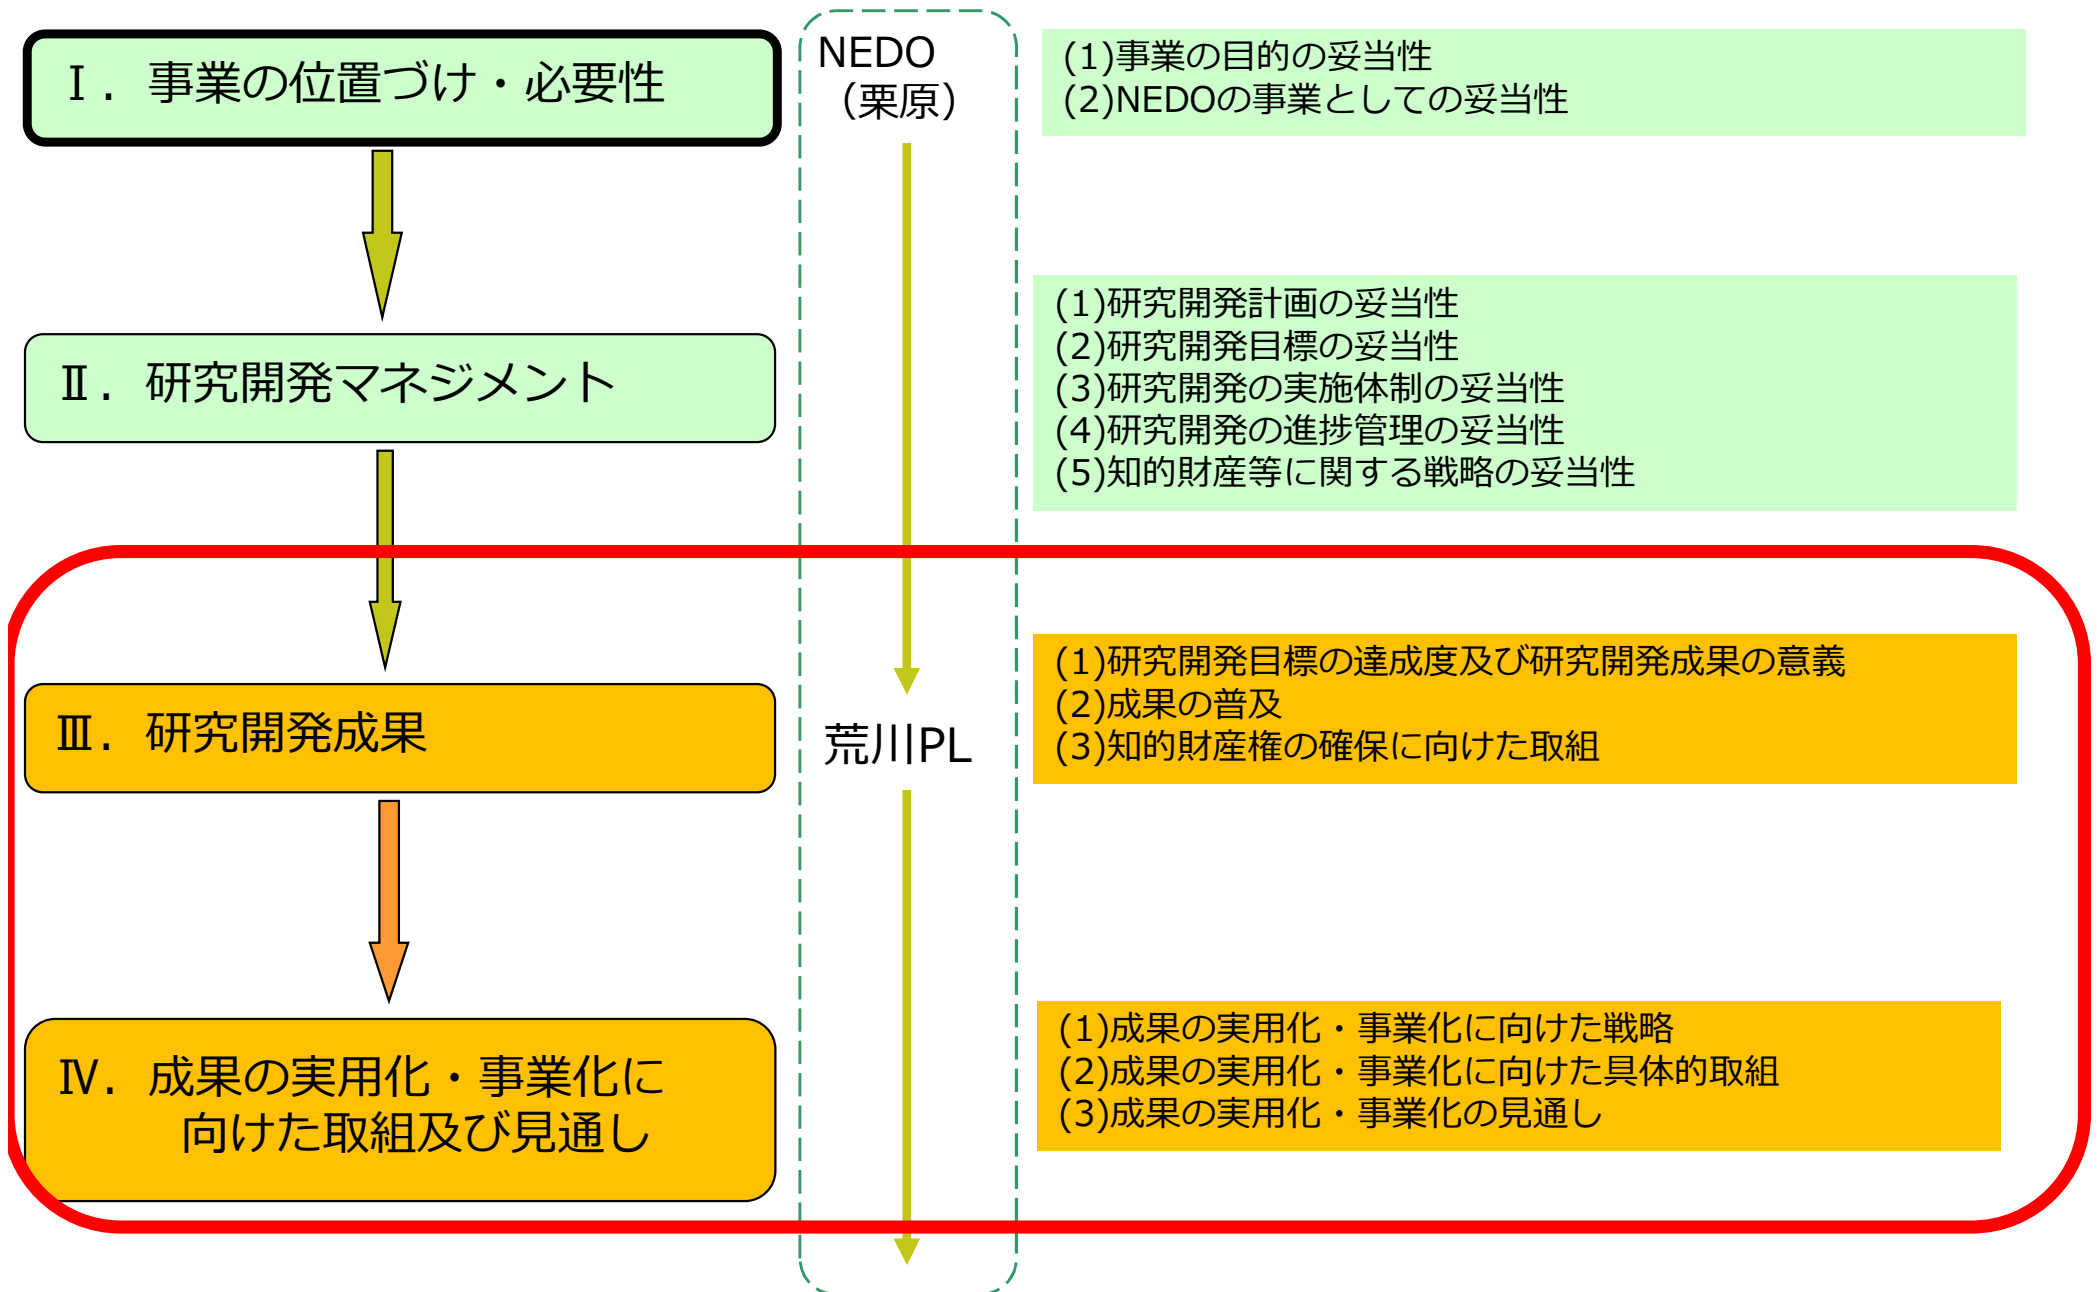 Ⅰ．事業の位置づけ・必要性
NEDO
（栗原）
(1)事業の目的の妥当性
(2)NEDOの事業としての妥当性
Ⅱ．研究開発マネジメント
(1)研究開発計画の妥当性
(2)研究開発目標の妥当性
(3)研究開発の実施体制の妥当性
(4)研究開発の進捗管理の妥当性
(5)知的財産等に関する戦略の妥当性
Ⅲ．研究開発成果
荒川PL
(1)研究開発目標の達成度及び研究開発成果の意義
(2)成果の普及
(3)知的財産権の確保に向けた取組
Ⅳ．成果の実用化・事業化に
向けた取組及び見通し
(1)成果の実用化・事業化に向けた戦略
(2)成果の実用化・事業化に向けた具体的取組
(3)成果の実用化・事業化の見通し